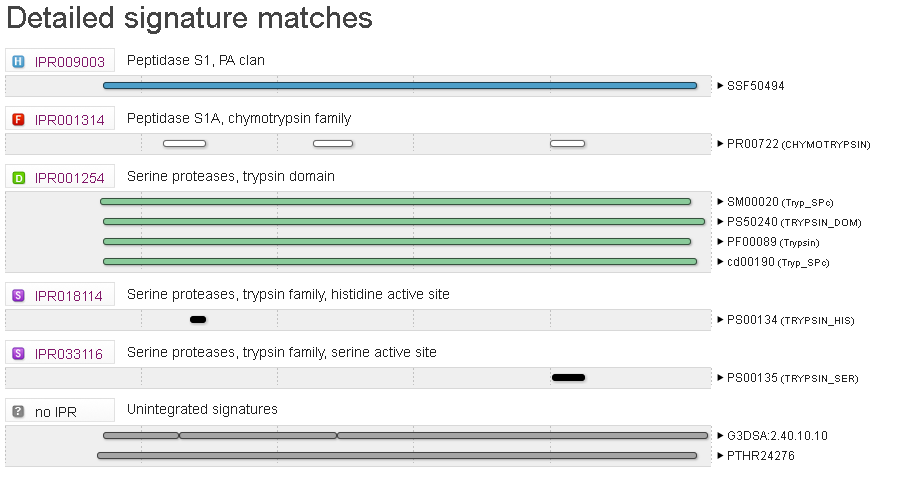 Detailed signature matches
H IPR009003 Peptidase S1, PA clan
SSF50494
F IPR001314 Peptidase S1A, chymotrypsin family
PR00722 (CHYMOTRYPSIN)
D IPR001254 Serine proteases, trypsin domain
SM00020 (Tryp_SPc)
PS50240 (TRYPSIN_DOM)
PF00089 (Trypsin)
cd00190 (Tryp_SPc)
S IPR018114 Serine proteases, trypsin family, histidine active site
PS00134 (TRYPSIN_HIS)
S IPR033116 Serine proteases, trypsin family, serine active site
PS00135 (TRYPSIN_SER)
? no IPR Unintegrated signatures
G3DSA:2.40.10.10
PTHR24276